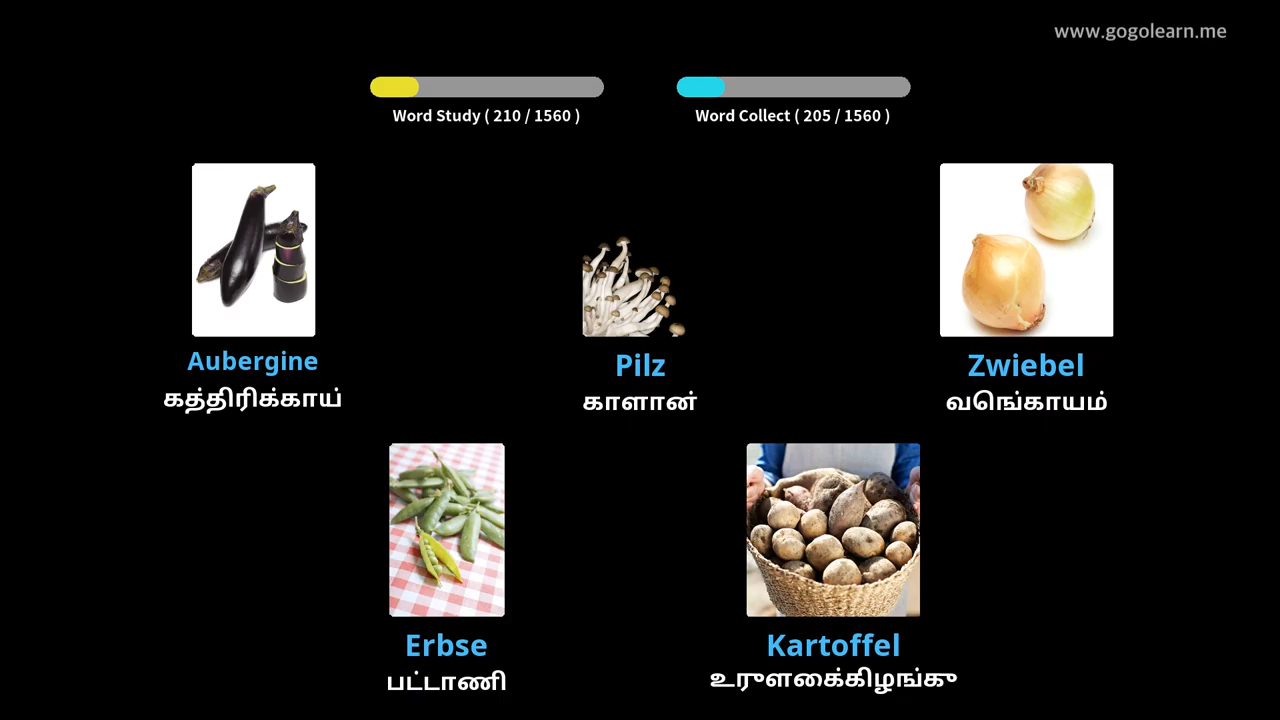 www.gogolearn.me
Word Study ( 210 / 1560 )
Word Collect ( 205 / 1560 )
Aubergine
கத்திரிக்காய்
Pilz
காளான்
Zwiebel
வெங்காயம்
Erbse
பட்டாணி
Kartoffel
உருளைக்கிழங்கு